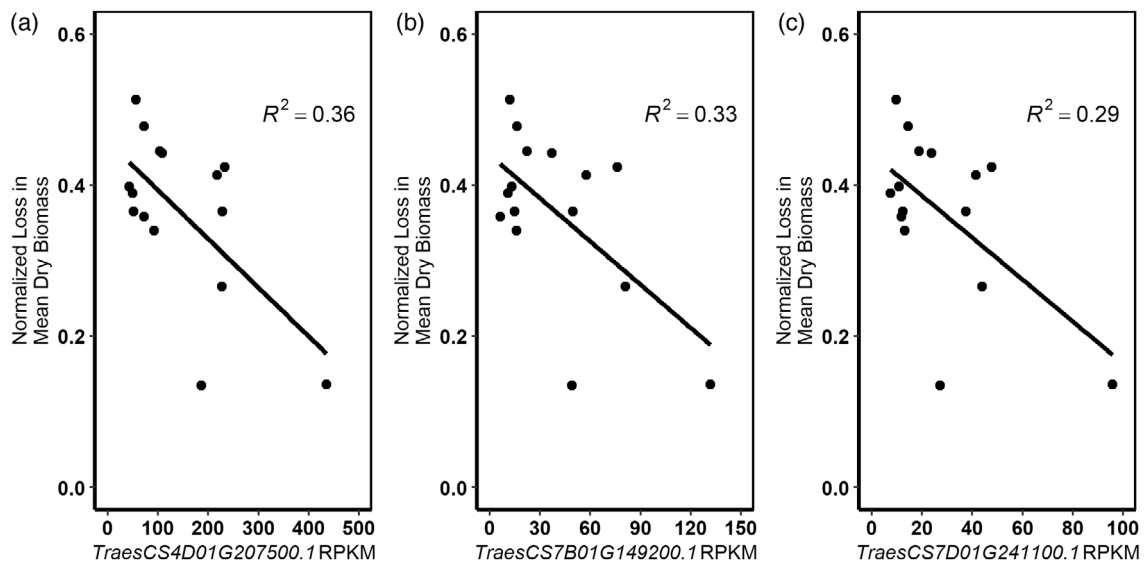 (a)
0.6
0.4
0.2
0.0
Normalized Loss in
Mean Dry Biomass
R² = 0.36
0 100 200 300 400 500
TraesCS4D01G207500.1 RPKM
(b)
0.6
0.4
0.2
0.0
Normalized Loss in
Mean Dry Biomass
R² = 0.33
0 30 60 90 120 150
TraesCS7B01G149200.1 RPKM
(c)
0.6
0.4
0.2
0.0
Normalized Loss in
Mean Dry Biomass
R² = 0.29
0 20 40 60 80 100
TraesCS7D01G241100.1 RPKM